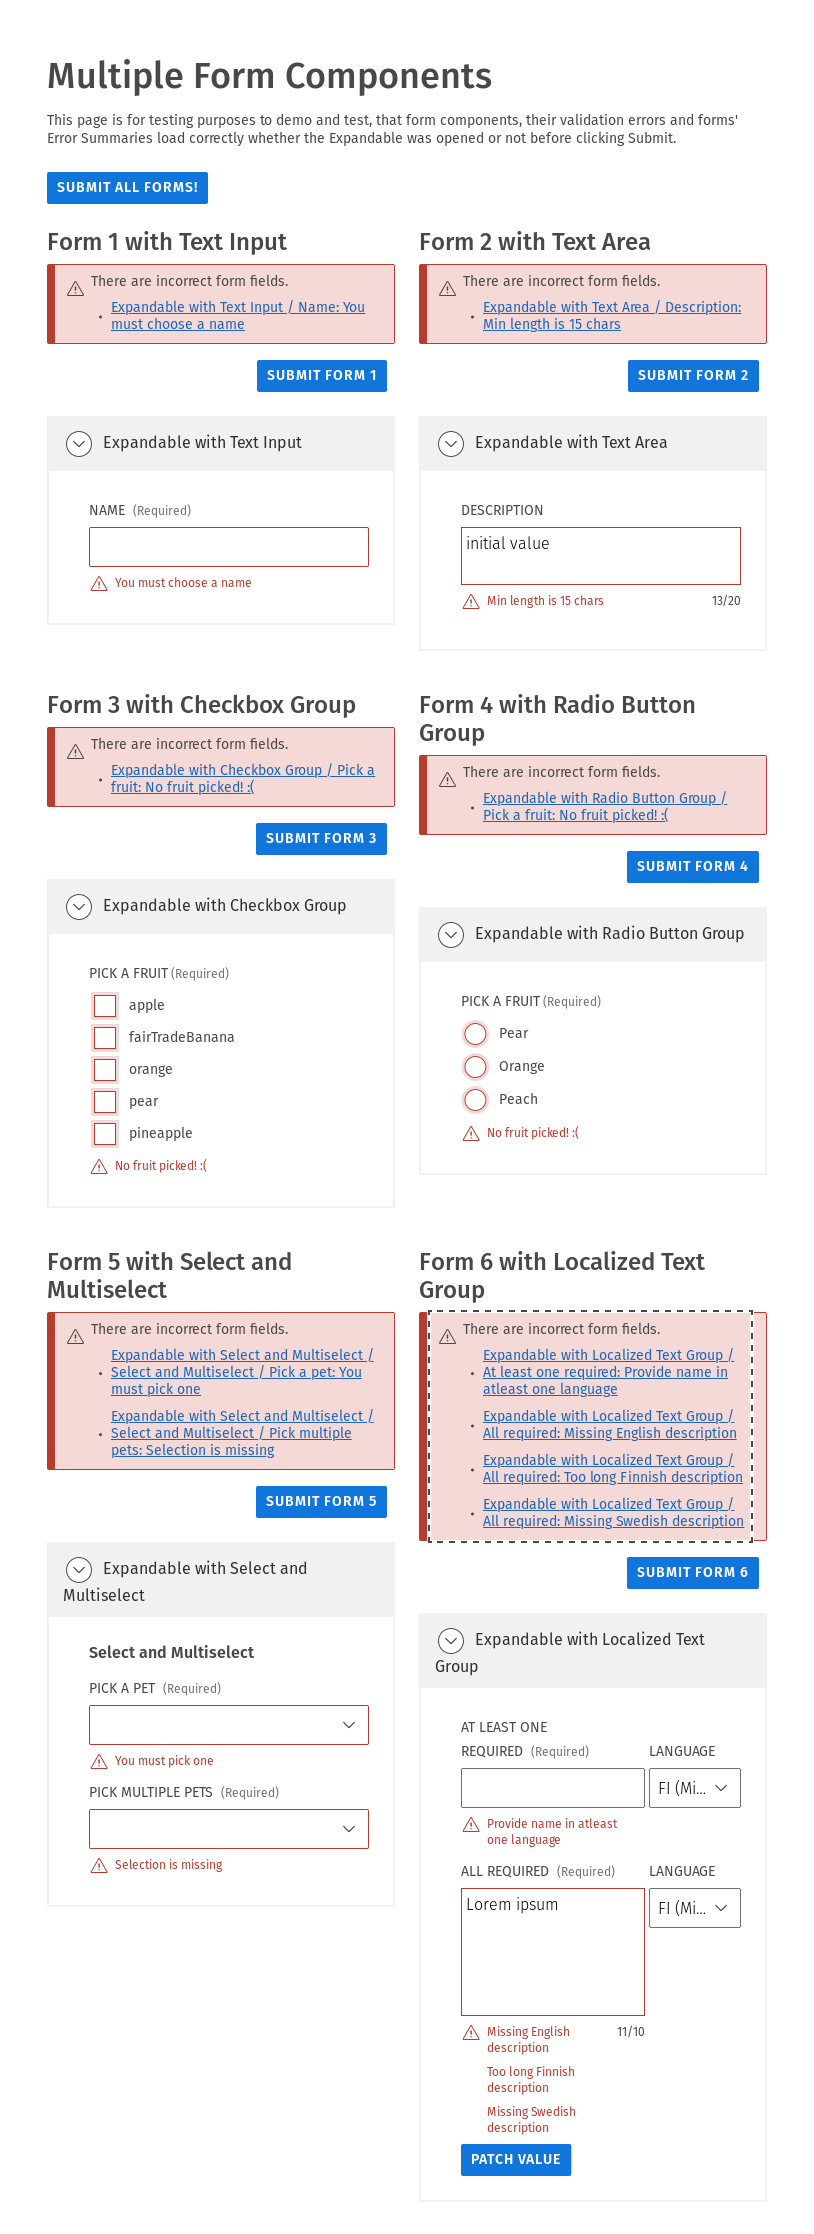 Multiple Form Components
This page is for testing purposes to demo and test, that form components, their validation errors and forms'
Error Summaries load correctly whether the Expandable was opened or not before clicking Submit.
SUBMIT ALL FORMS!
Form 1 with Text Input
There are incorrect form fields.
Expandable with Text Input / Name: You
must choose a name
SUBMIT FORM 1
Expandable with Text Input
NAME (Required)
You must choose a name
Form 2 with Text Area
There are incorrect form fields.
Expandable with Text Area / Description:
Min length is 15 chars
SUBMIT FORM 2
Expandable with Text Area
DESCRIPTION
initial value
Min length is 15 chars 13/20
Form 3 with Checkbox Group
There are incorrect form fields.
Expandable with Checkbox Group / Pick a
fruit: No fruit picked! :(
SUBMIT FORM 3
Expandable with Checkbox Group
PICK A FRUIT (Required)
apple
fairTradeBanana
orange
pear
pineapple
No fruit picked! :(
Form 4 with Radio Button
Group
There are incorrect form fields.
Expandable with Radio Button Group /
Pick a fruit: No fruit picked! :(
SUBMIT FORM 4
Expandable with Radio Button Group
PICK A FRUIT (Required)
Pear
Orange
Peach
No fruit picked! :(
Form 5 with Select and
Multiselect
There are incorrect form fields.
Expandable with Select and Multiselect /
Select and Multiselect / Pick a pet: You
must pick one
Expandable with Select and Multiselect /
Select and Multiselect / Pick multiple
pets: Selection is missing
SUBMIT FORM 5
Expandable with Select and
Multiselect
Select and Multiselect
PICK A PET (Required)
You must pick one
PICK MULTIPLE PETS (Required)
Selection is missing
Form 6 with Localized Text
Group
There are incorrect form fields.
Expandable with Localized Text Group /
At least one required: Provide name in
atleast one language
Expandable with Localized Text Group /
All required: Missing English description
Expandable with Localized Text Group /
All required: Too long Finnish description
Expandable with Localized Text Group /
All required: Missing Swedish description
SUBMIT FORM 6
Expandable with Localized Text
Group
AT LEAST ONE
REQUIRED (Required) LANGUAGE
FI (Mi...
Provide name in atleast
one language
ALL REQUIRED (Required) LANGUAGE
Lorem ipsum FI (Mi...
Missing English 11/10
description
Too long Finnish
description
Missing Swedish
description
PATCH VALUE